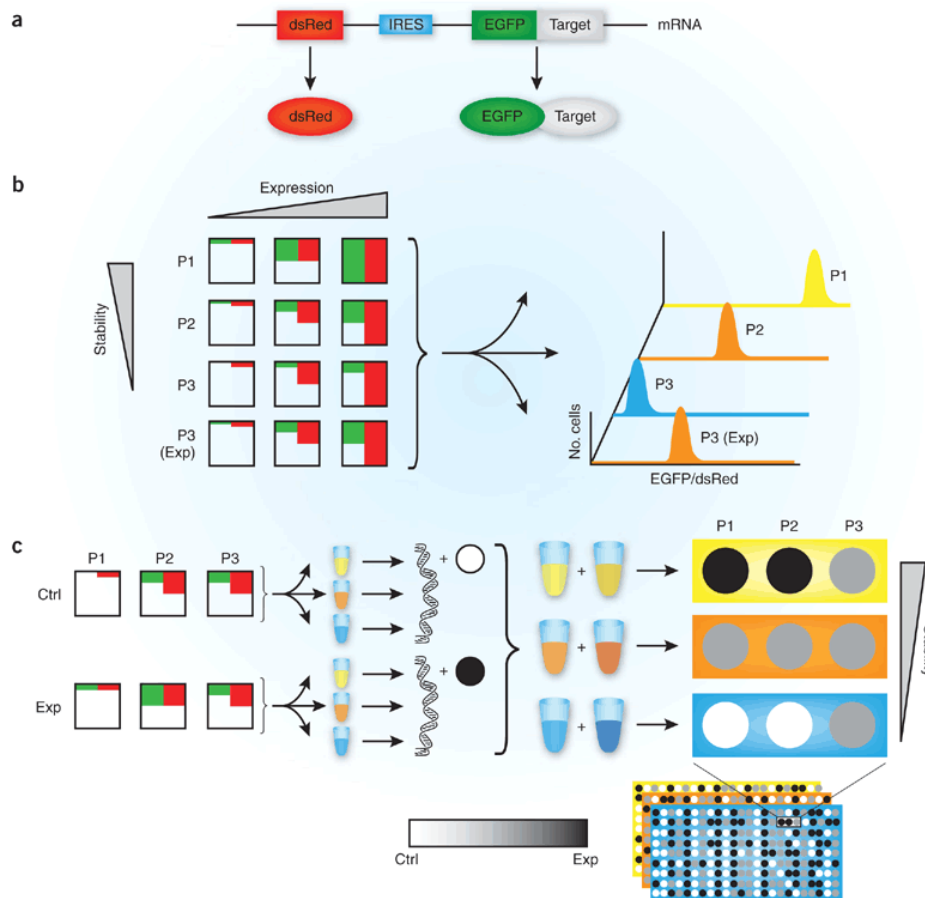 a
dsRed
IRES
EGFP
Target
mRNA
dsRed
EGFP
Target
b
Expression
Stability
P1
P2
P3
P3
(Exp)
P1
P2
P3
P3 (Exp)
No. cells
EGFP/dsRed
c
P1
P2
P3
Ctrl
Exp
+
+
+
+
+
P1
P2
P3
Ctrl
Exp